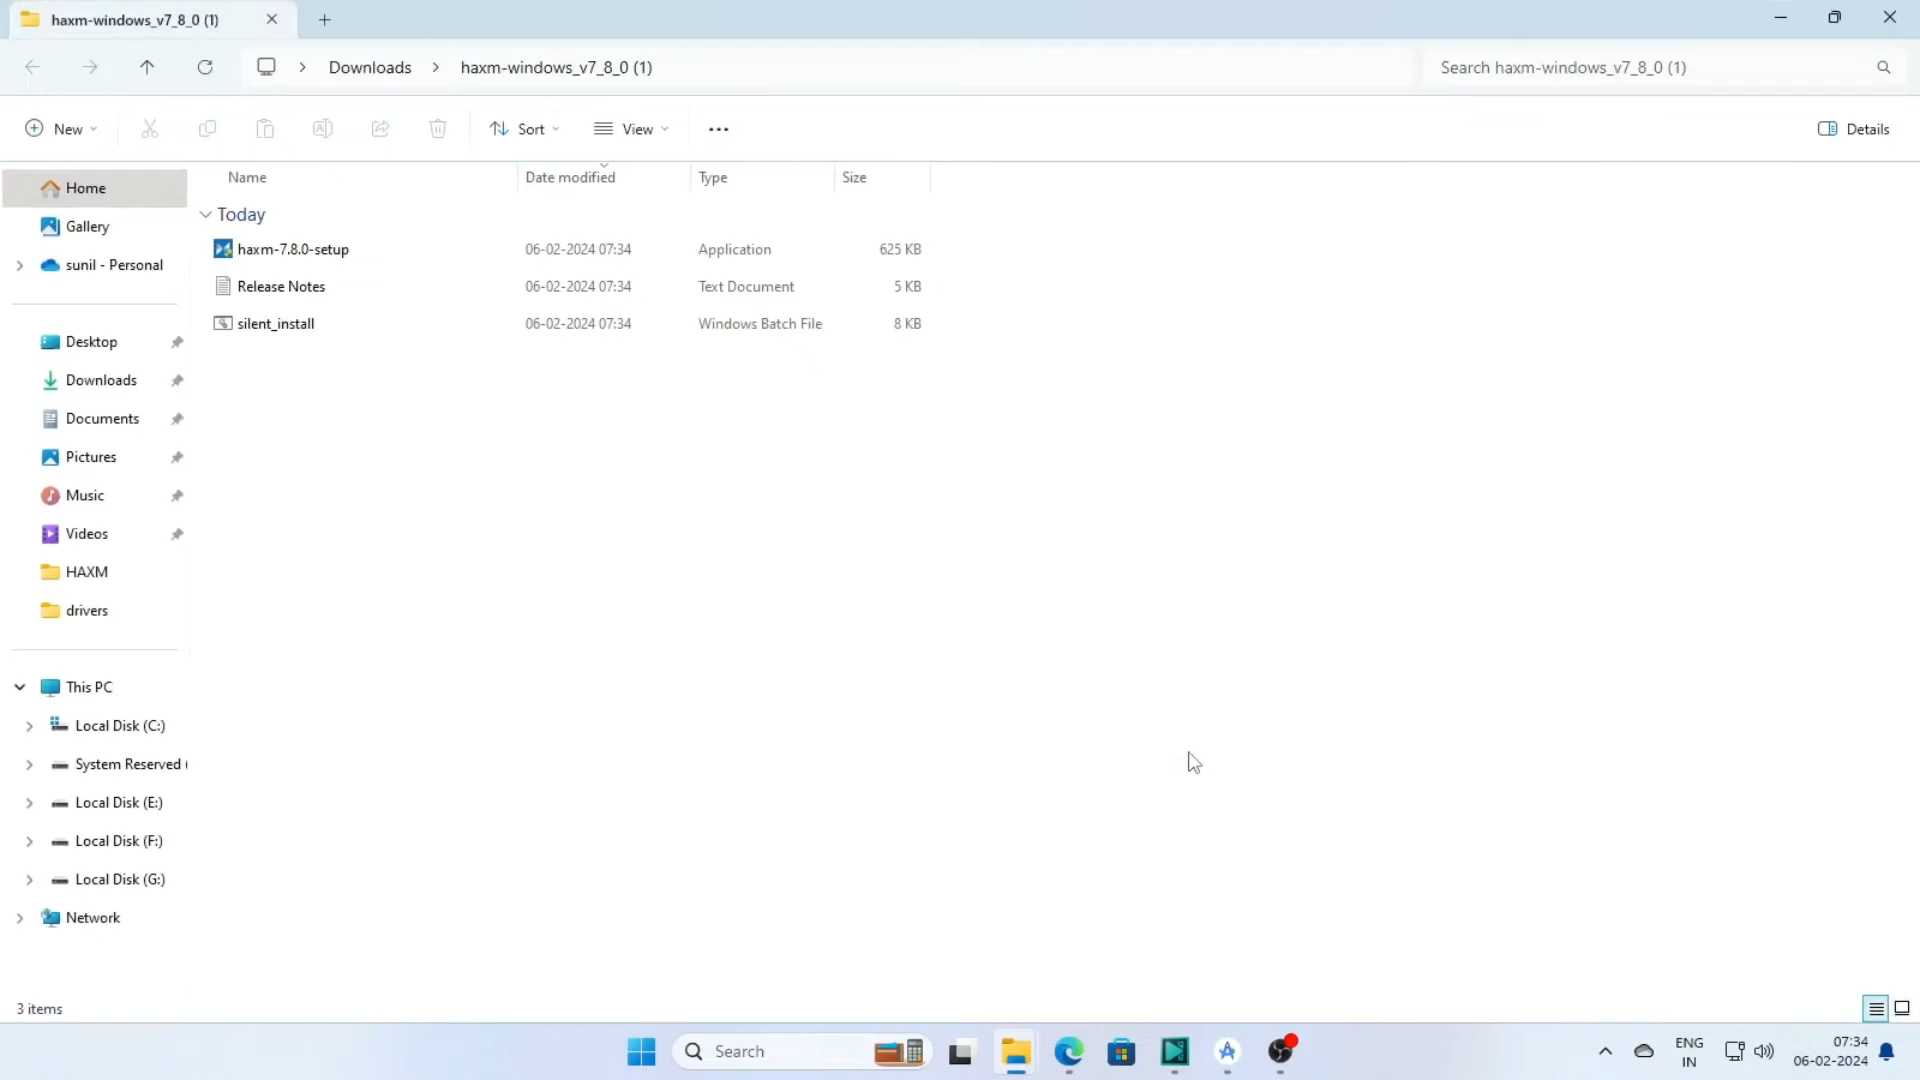 haxm-windows_v7_8_0 (1)
Downloads
haxm-windows_v7_8_0 (1)
Search haxm-windows_v7_8_0 (1)
New
Sort
View
Details
Name
Date modified
Type
Size
Today
haxm-7.8.0-setup 06-02-2024 07:34 Application 625 KB
Release Notes 06-02-2024 07:34 Text Document 5 KB
silent_install 06-02-2024 07:34 Windows Batch File 8 KB
Home
Gallery
sunil - Personal
Desktop
Downloads
Documents
Pictures
Music
Videos
HAXM
drivers
This PC
Local Disk (C:)
System Reserved (
Local Disk (E:)
Local Disk (F:)
Local Disk (G:)
Network
3 items
Search
ENG
IN
07:34
06-02-2024